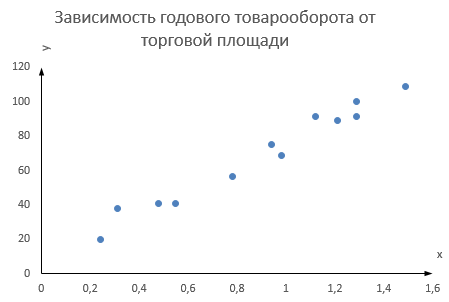 Зависимость годового товарооборота от
торговой площади
y
120
100
80
60
40
20
0
x
0 0,2 0,4 0,6 0,8 1 1,2 1,4 1,6